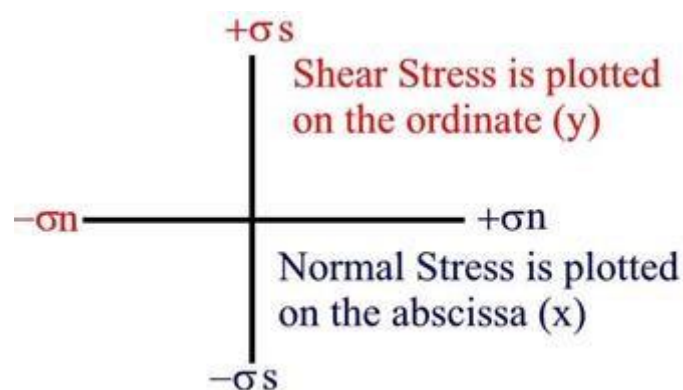 +σs
Shear Stress is plotted
on the ordinate (y)
−σn
+σn
Normal Stress is plotted
on the abscissa (x)
−σs